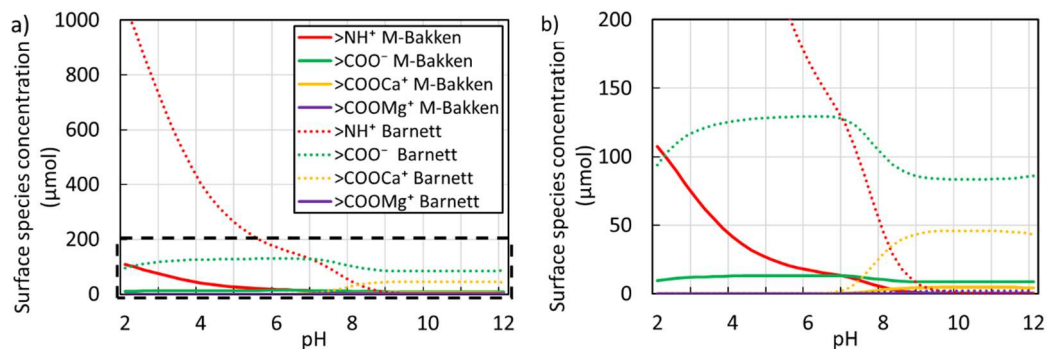 a)
Surface species concentration
(μmol)
1000
800
600
400
200
0
2
4
6
8
10
12
pH
>NH⁺ M-Bakken
>COO⁻ M-Bakken
>COOCa⁺ M-Bakken
>COOMg⁺ M-Bakken
>NH⁺ Barnett
>COO⁻ Barnett
>COOCa⁺ Barnett
>COOMg⁺ Barnett
b)
Surface species concentration
(μmol)
200
150
100
50
0
2
4
6
8
10
12
pH